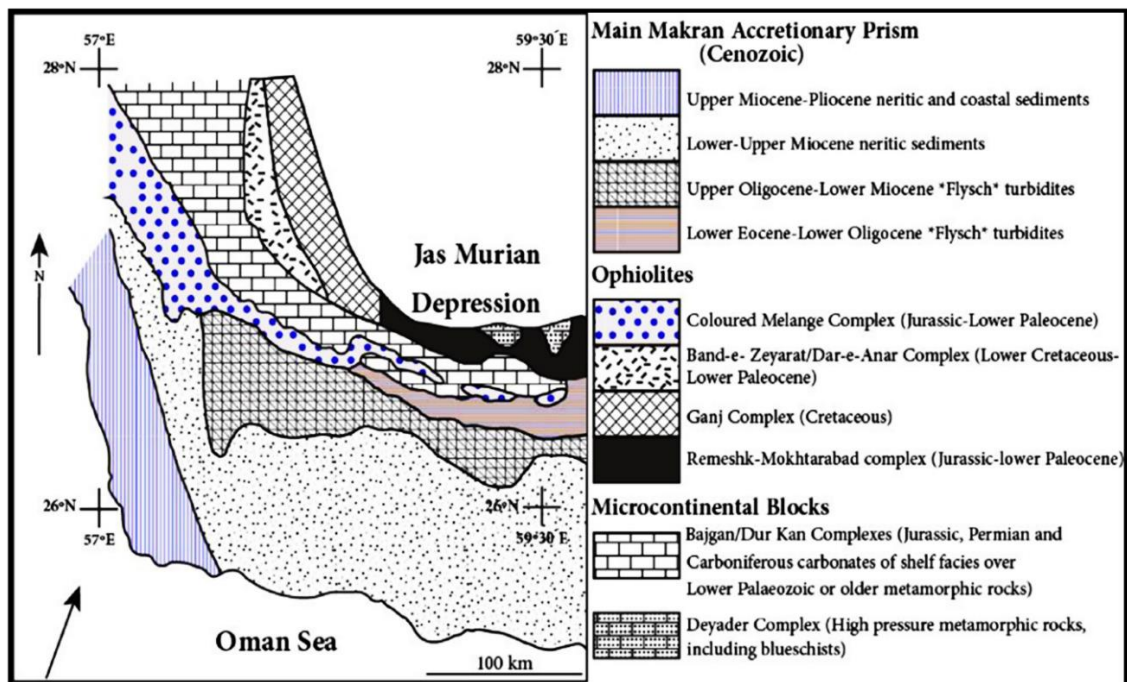 57°E
28°N
59°30´E
28°N
N
Jas Murian
Depression
26°N
57°E
26°N
59°30´E
Oman Sea
100 km
Main Makran Accretionary Prism
(Cenozoic)
Upper Miocene-Pliocene neritic and coastal sediments
Lower-Upper Miocene neritic sediments
Upper Oligocene-Lower Miocene *Flysch* turbidites
Lower Eocene-Lower Oligocene *Flysch* turbidites
Ophiolites
Coloured Melange Complex (Jurassic-Lower Paleocene)
Band-e- Zeyarat/Dar-e-Anar Complex (Lower Cretaceous-
Lower Paleocene)
Ganj Complex (Cretaceous)
Remeshk-Mokhtarabad complex (Jurassic-lower Paleocene)
Microcontinental Blocks
Bajgan/Dur Kan Complexes (Jurassic, Permian and
Carboniferous carbonates of shelf facies over
Lower Palaeozoic or older metamorphic rocks)
Deyader Complex (High pressure metamorphic rocks,
including blueschists)